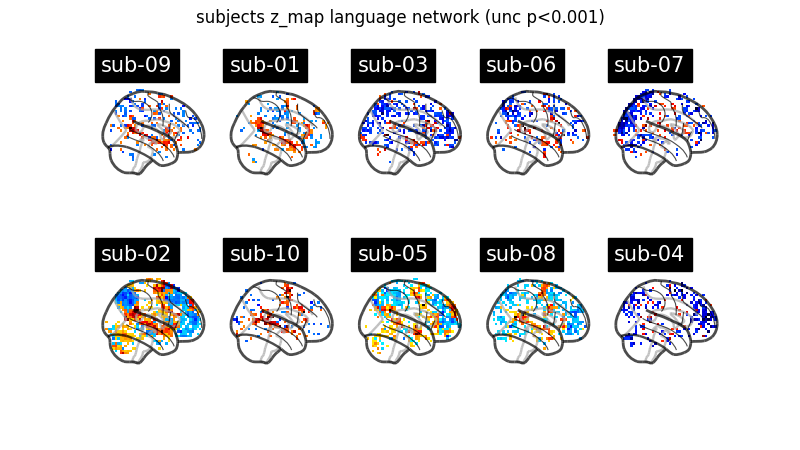 subjects z_map language network (unc p<0.001)
sub-09
sub-01
sub-03
sub-06
sub-07
sub-02
sub-10
sub-05
sub-08
sub-04